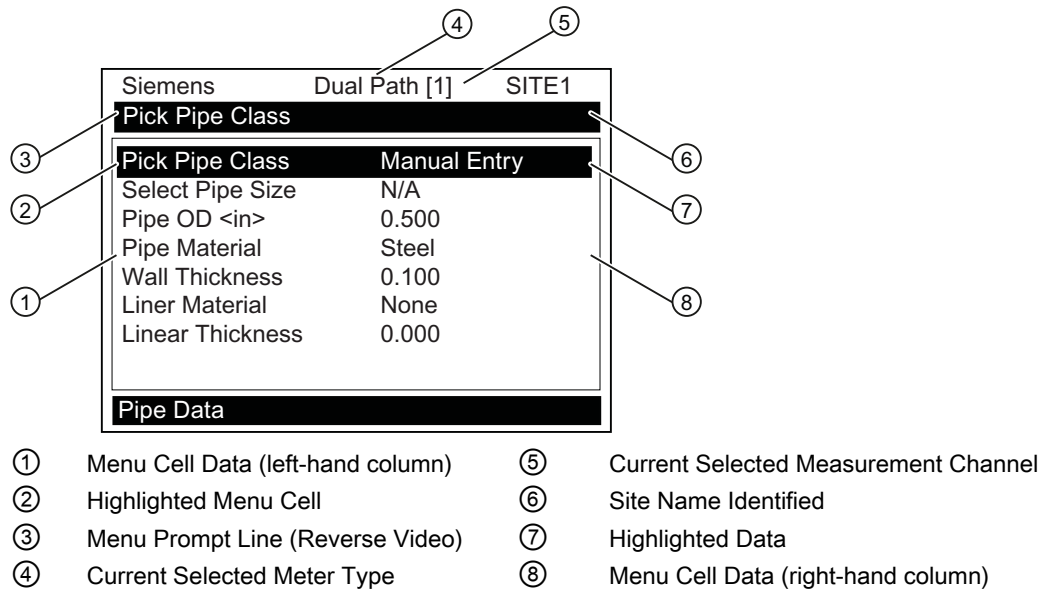 ④ ⑤
Siemens Dual Path [1] SITE1
Pick Pipe Class
③ ⑥
Pick Pipe Class Manual Entry
Select Pipe Size N/A
② ⑦
Pipe OD <in> 0.500
Pipe Material Steel
Wall Thickness 0.100
① ⑧
Liner Material None
Linear Thickness 0.000
Pipe Data
① Menu Cell Data (left-hand column) ⑤ Current Selected Measurement Channel
② Highlighted Menu Cell ⑥ Site Name Identified
③ Menu Prompt Line (Reverse Video) ⑦ Highlighted Data
④ Current Selected Meter Type ⑧ Menu Cell Data (right-hand column)